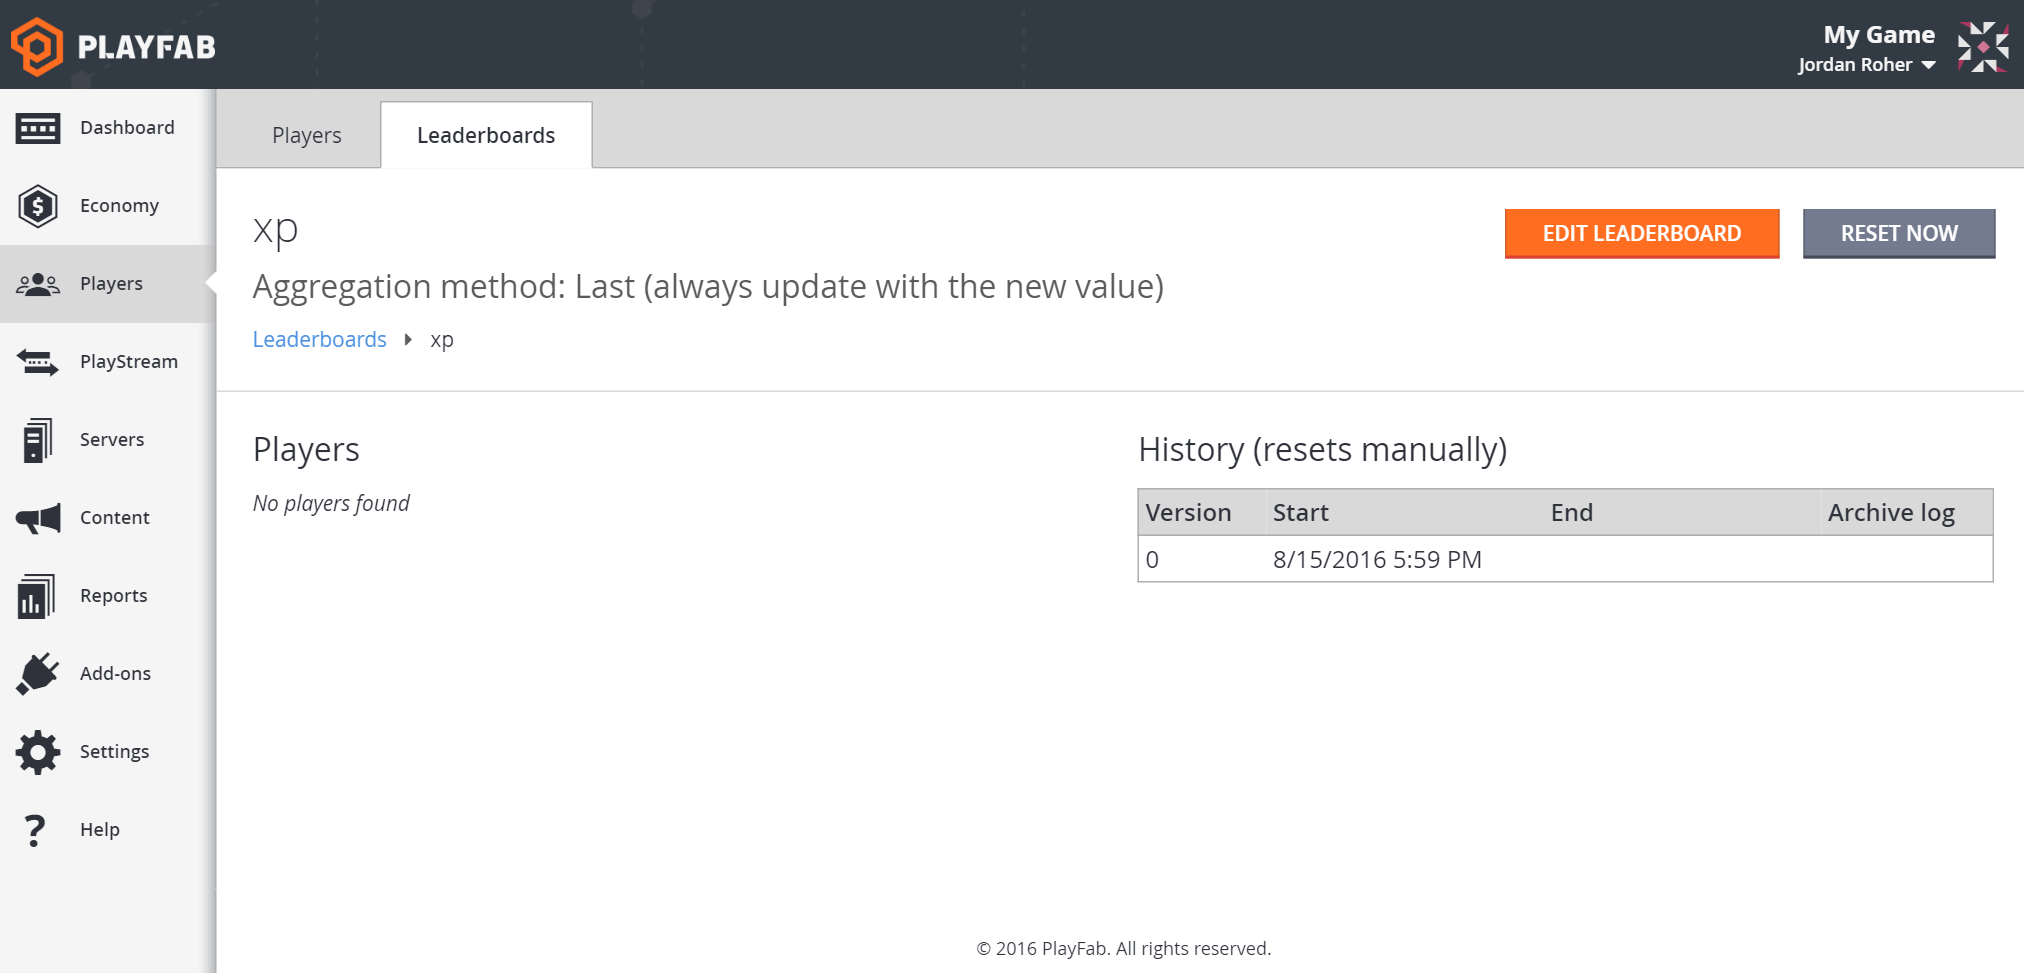 PLAYFAB
My Game
Jordan Roher
Dashboard
Economy
Players
PlayStream
Servers
Content
Reports
Add-ons
Settings
Help
Players Leaderboards
xp
EDIT LEADERBOARD RESET NOW
Aggregation method: Last (always update with the new value)
Leaderboards xp
Players
No players found
History (resets manually)
Version Start End Archive log
0 8/15/2016 5:59 PM
© 2016 PlayFab. All rights reserved.